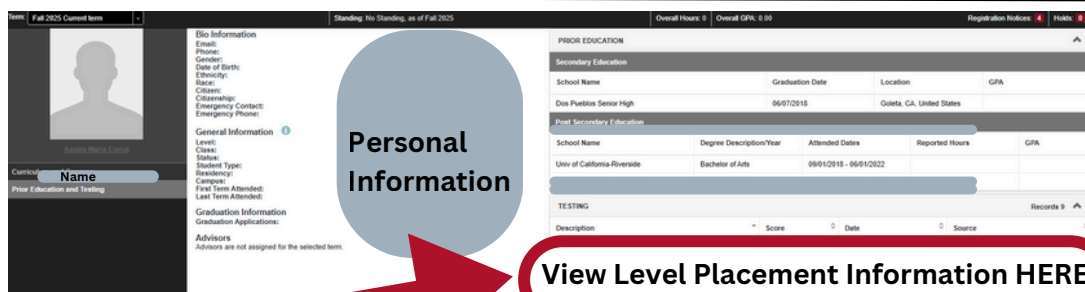 Term: Fall 2025 Current term
Standing: No Standing, as of Fall 2025
Overall Hours: 0 Overall GPA: 0.00
Registration Notices: 4 Holds: 0
Curriculum
Name
Prior Education and Testing
Bio Information
Email:
Phone:
Gender:
Date of Birth:
Ethnicity:
Race:
Citizen:
Citizenship:
Emergency Contact:
Emergency Phone:
General Information
Level:
Class:
Status:
Student Type:
Residency:
Campus:
First Term Attended:
Last Term Attended:
Graduation Information
Graduation Applications:
Advisors
Advisors are not assigned for the selected term.
Personal
Information
PRIOR EDUCATION
Secondary Education
School Name Graduation Date Location GPA
Dos Pueblos Senior High 06/07/2018 Goleta, CA, United States
Post Secondary Education
School Name Degree Description/Year Attended Dates Reported Hours GPA
Univ of California-Riverside Bachelor of Arts 09/01/2018 - 06/01/2022
TESTING Records 9
Description Score Date Source
View Level Placement Information HERE